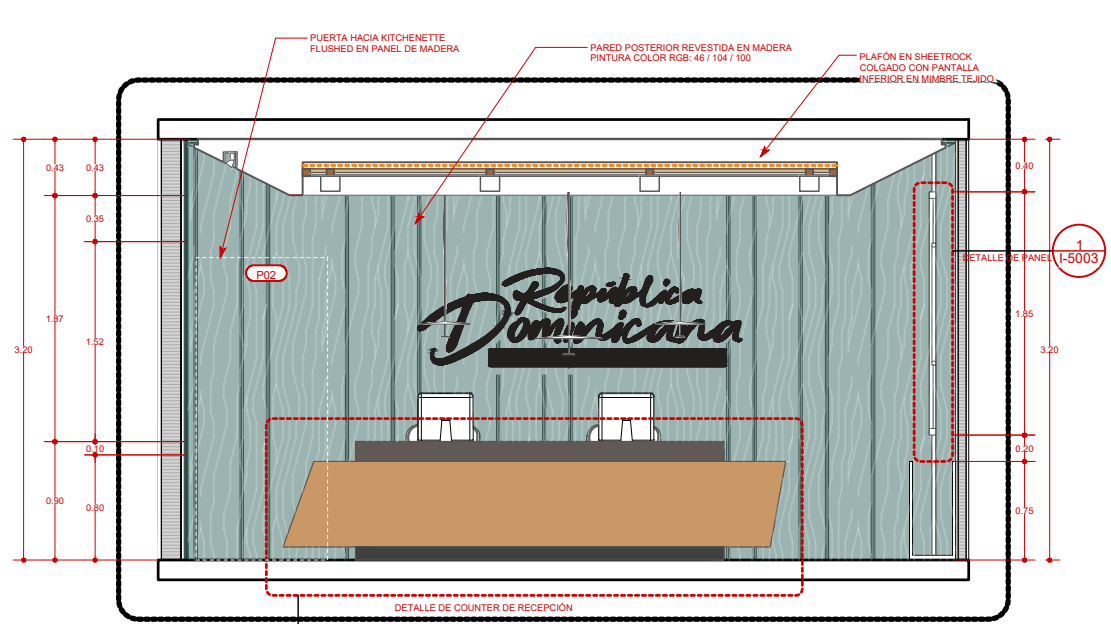 PUERTA HACIA KITCHENETTE
FLUSHED EN PANEL DE MADERA
PARED POSTERIOR REVESTIDA EN MADERA
PINTURA COLOR RGB: 46 / 104 / 100
PLAFÓN EN SHEETROCK
COLGADO CON PANTALLA
INFERIOR EN MIMBRE TEJIDO
0.43
0.43
0.40
0.35
P02
1
I-5003
DETALLE DE PANEL
República
Dominicana
1.87
1.85
3.20
1.52
3.20
0.10
0.20
0.90
0.80
0.75
DETALLE DE COUNTER DE RECEPCIÓN